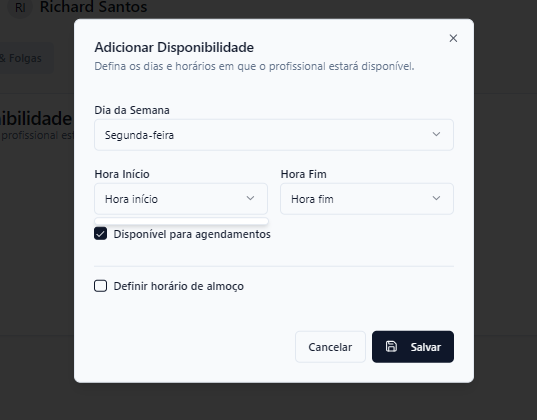 RI Richard Santos
& Folgas
Adicionar Disponibilidade
Defina os dias e horários em que o profissional estará disponível.
ibilidade
profissional est
Dia da Semana
Segunda-feira
Hora Início Hora Fim
Hora início Hora fim
Disponível para agendamentos
Definir horário de almoço
Cancelar Salvar